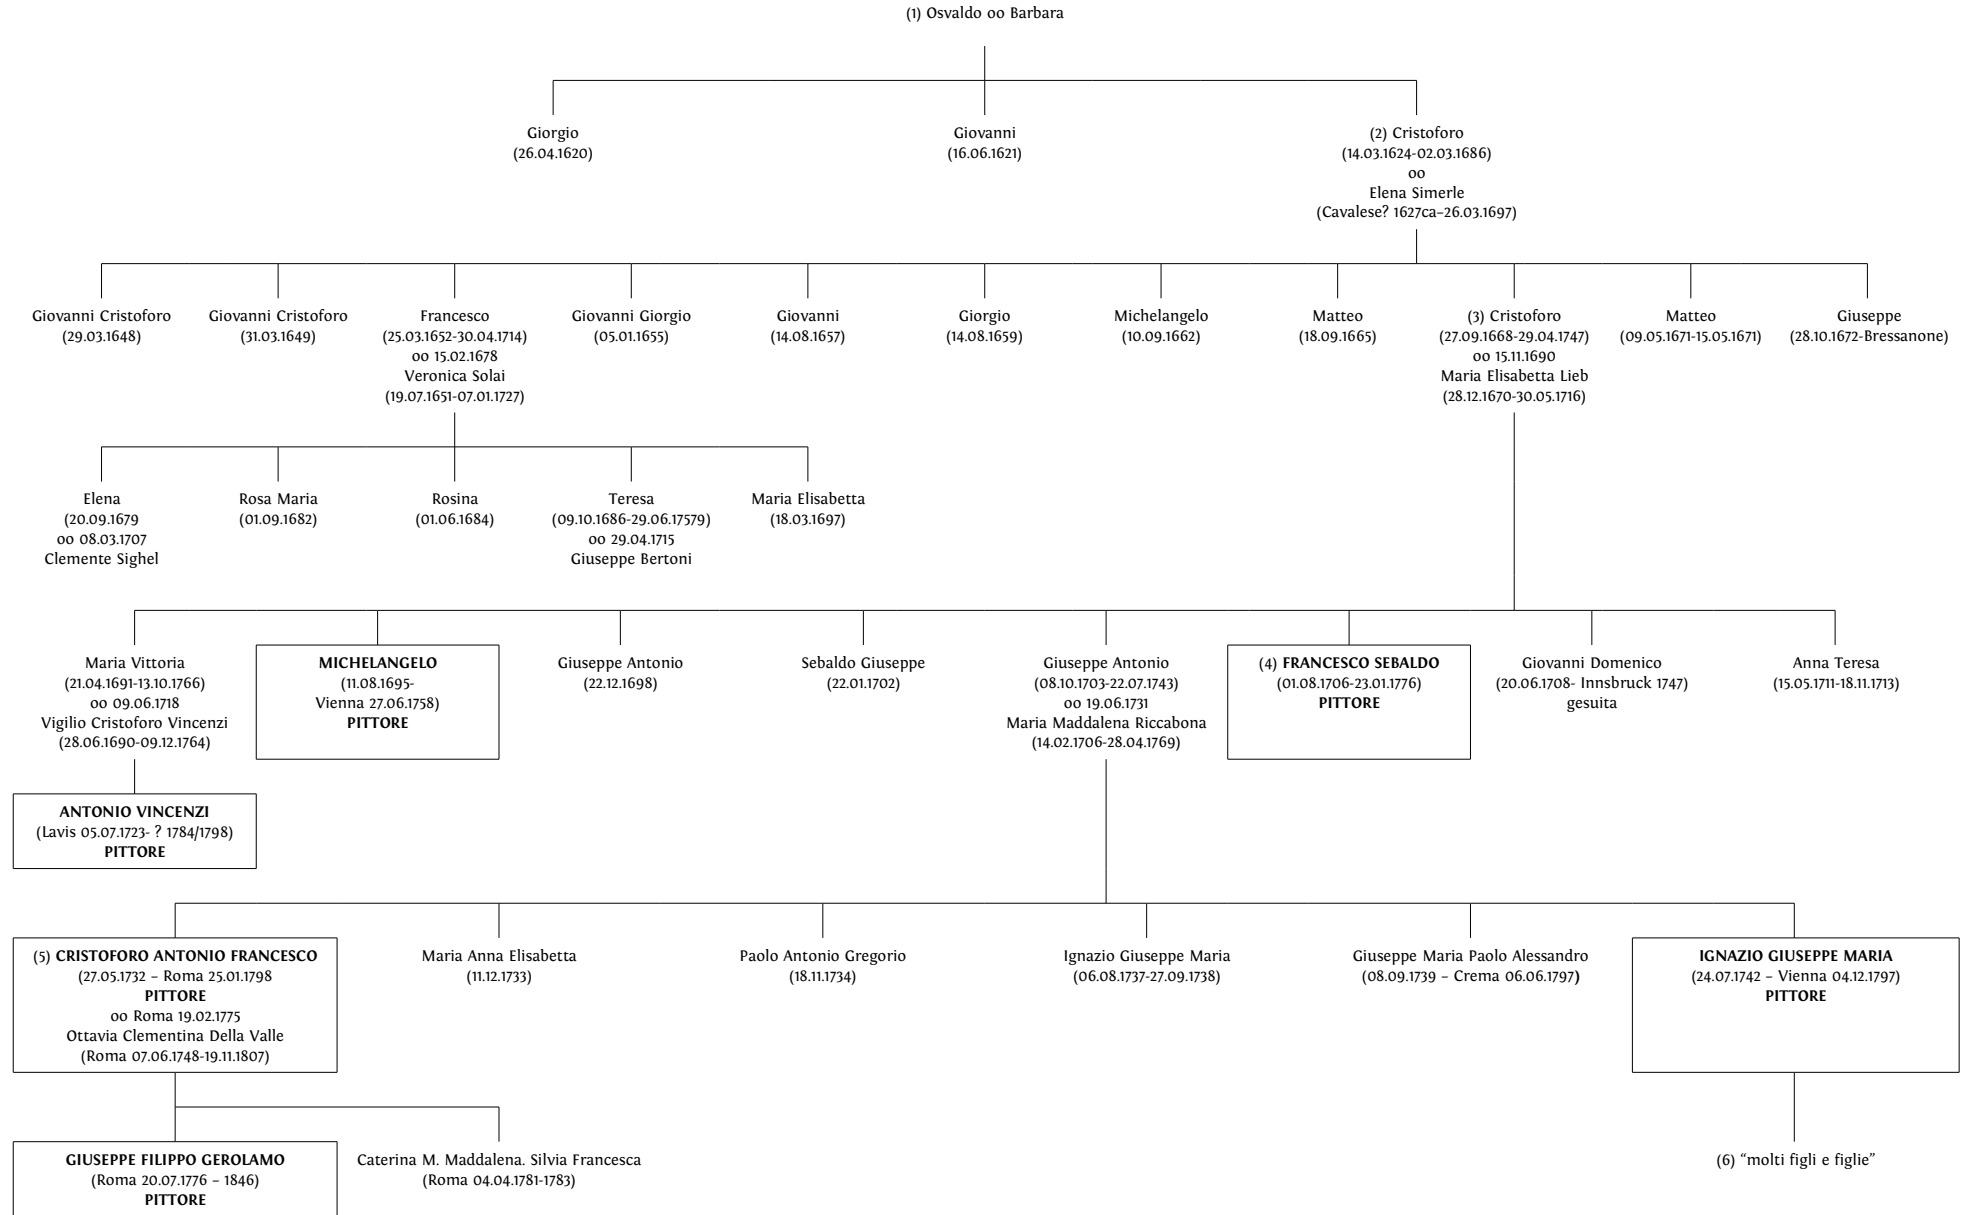 (1) Osvaldo oo Barbara
Giorgio
(26.04.1620)
Giovanni
(16.06.1621)
(2) Cristoforo
(14.03.1624-02.03.1686)
oo
Elena Simerle
(Cavalese? 1627ca–26.03.1697)
Giovanni Cristoforo
(29.03.1648)
Giovanni Cristoforo
(31.03.1649)
Francesco
(25.03.1652-30.04.1714)
oo 15.02.1678
Veronica Solai
(19.07.1651-07.01.1727)
Giovanni Giorgio
(05.01.1655)
Giovanni
(14.08.1657)
Giorgio
(14.08.1659)
Michelangelo
(10.09.1662)
Matteo
(18.09.1665)
(3) Cristoforo
(27.09.1668-29.04.1747)
oo 15.11.1690
Maria Elisabetta Lieb
(28.12.1670-30.05.1716)
Matteo
(09.05.1671-15.05.1671)
Giuseppe
(28.10.1672-Bressanone)
Elena
(20.09.1679
oo 08.03.1707
Clemente Sighel
Rosa Maria
(01.09.1682)
Rosina
(01.06.1684)
Teresa
(09.10.1686-29.06.17579)
oo 29.04.1715
Giuseppe Bertoni
Maria Elisabetta
(18.03.1697)
Maria Vittoria
(21.04.1691-13.10.1766)
oo 09.06.1718
Vigilio Cristoforo Vincenzi
(28.06.1690-09.12.1764)
MICHELANGELO
(11.08.1695-
Vienna 27.06.1758)
PITTORE
Giuseppe Antonio
(22.12.1698)
Sebaldo Giuseppe
(22.01.1702)
Giuseppe Antonio
(08.10.1703-22.07.1743)
oo 19.06.1731
Maria Maddalena Riccabona
(14.02.1706-28.04.1769)
(4) FRANCESCO SEBALDO
(01.08.1706-23.01.1776)
PITTORE
Giovanni Domenico
(20.06.1708- Innsbruck 1747)
gesuita
Anna Teresa
(15.05.1711-18.11.1713)
ANTONIO VINCENZI
(Lavis 05.07.1723- ? 1784/1798)
PITTORE
(5) CRISTOFORO ANTONIO FRANCESCO
(27.05.1732 – Roma 25.01.1798
PITTORE
oo Roma 19.02.1775
Ottavia Clementina Della Valle
(Roma 07.06.1748-19.11.1807)
Maria Anna Elisabetta
(11.12.1733)
Paolo Antonio Gregorio
(18.11.1734)
Ignazio Giuseppe Maria
(06.08.1737-27.09.1738)
Giuseppe Maria Paolo Alessandro
(08.09.1739 – Crema 06.06.1797)
IGNAZIO GIUSEPPE MARIA
(24.07.1742 – Vienna 04.12.1797)
PITTORE
GIUSEPPE FILIPPO GEROLAMO
(Roma 20.07.1776 – 1846)
PITTORE
Caterina M. Maddalena. Silvia Francesca
(Roma 04.04.1781-1783)
(6) “molti figli e figlie”